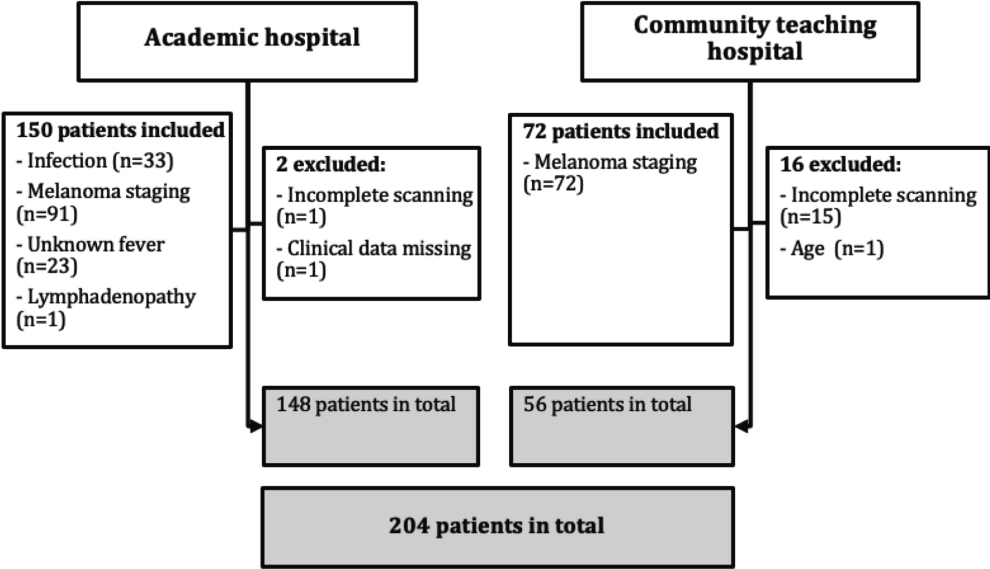 Academic hospital
Community teaching
hospital
150 patients included
- Infection (n=33)
- Melanoma staging
(n=91)
- Unknown fever
(n=23)
- Lymphadenopathy
(n=1)
2 excluded:
- Incomplete scanning
(n=1)
- Clinical data missing
(n=1)
72 patients included
- Melanoma staging
(n=72)
16 excluded:
- Incomplete scanning
(n=15)
- Age (n=1)
148 patients in total
56 patients in total
204 patients in total